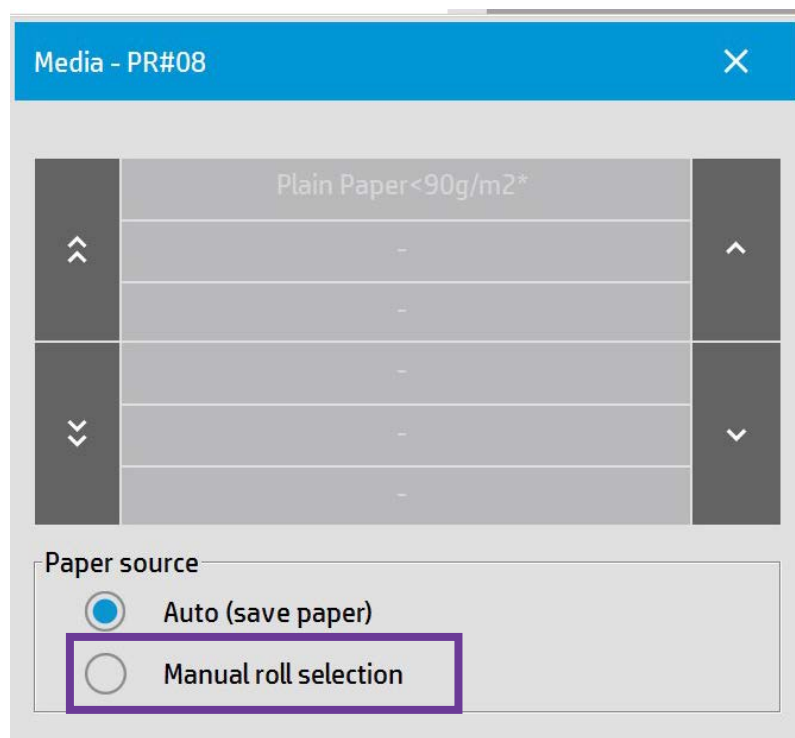 Media - PR#08
Plain Paper<90g/m2*
-
-
-
-
-
Paper source
Auto (save paper)
Manual roll selection